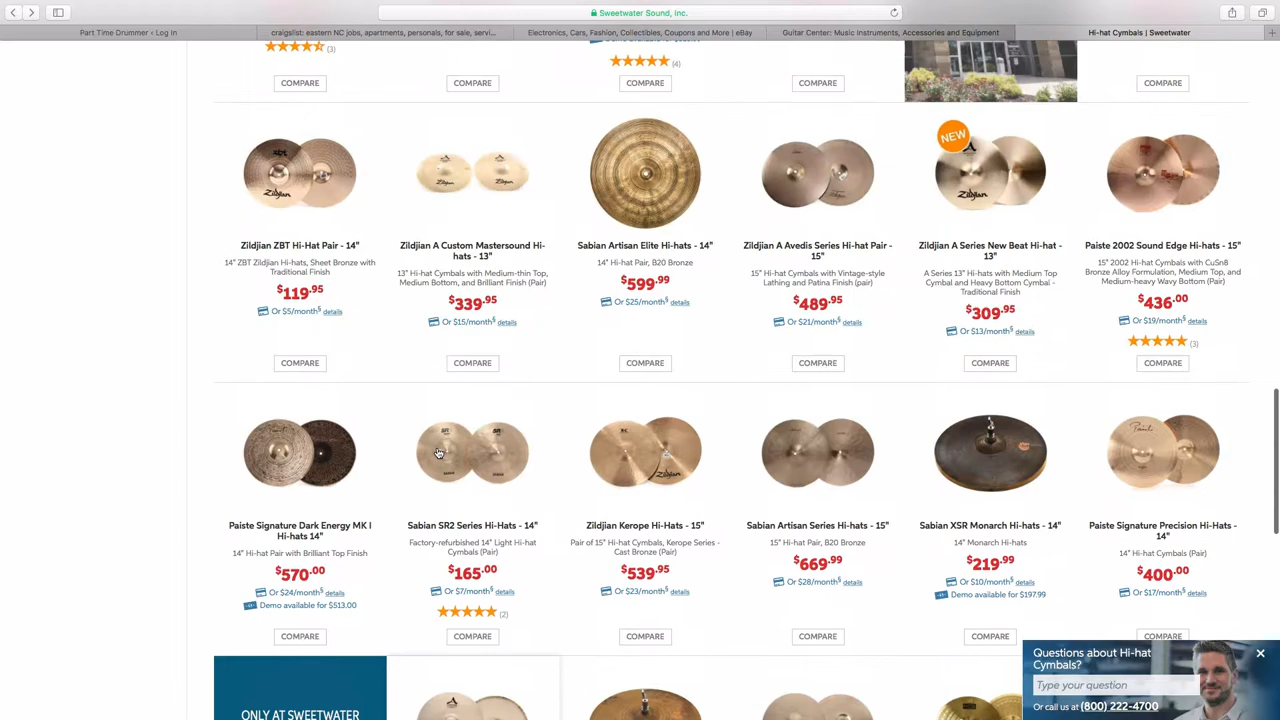 Sweetwater Sound, Inc.
Part Time Drummer < Log In
craigslist: eastern NC jobs, apartments, personals, for sale, servi...
Electronics, Cars, Fashion, Collectibles, Coupons and More | eBay
Guitar Center: Music Instruments, Accessories and Equipment
Hi-hat Cymbals | Sweetwater
(3)
(4)
COMPARE
COMPARE
COMPARE
COMPARE
COMPARE
NEW
Zildjian
Zildjian
Zildjian ZBT Hi-Hat Pair - 14"
14" ZBT Zildjian Hi-hats, Sheet Bronze with
Traditional Finish
$119.95
Or $5/month§ details
COMPARE
Zildjian A Custom Mastersound Hi-
hats - 13"
13" Hi-hat Cymbals with Medium-thin Top,
Medium Bottom, and Brilliant Finish (Pair)
$339.95
Or $15/month§ details
COMPARE
Sabian Artisan Elite Hi-hats - 14"
14" Hi-hat Pair, B20 Bronze
$599.99
Or $25/month§ details
COMPARE
Zildjian A Avedis Series Hi-hat Pair -
15"
15" Hi-hat Cymbals with Vintage-style
Lathing and Patina Finish (pair)
$489.95
Or $21/month§ details
COMPARE
Zildjian A Series New Beat Hi-hat -
13"
A Series 13" Hi-hats with Medium Top
Cymbal and Heavy Bottom Cymbal -
Traditional Finish
$309.95
Or $13/month§ details
COMPARE
Paiste 2002 Sound Edge Hi-hats - 15"
15" 2002 Hi-hat Cymbals with CuSn8
Bronze Alloy Formulation, Medium Top, and
Medium-heavy Wavy Bottom (Pair)
$436.00
Or $19/month§ details
(3)
COMPARE
Paiste Signature Dark Energy MK I
Hi-hats 14"
14" Hi-hat Pair with Brilliant Top Finish
$570.00
Or $24/month§ details
Demo available for $513.00
COMPARE
Sabian SR2 Series Hi-Hats - 14"
Factory-refurbished 14" Light Hi-hat
Cymbals (Pair)
$165.00
Or $7/month§ details
(2)
COMPARE
Zildjian
Zildjian Kerope Hi-Hats - 15"
Pair of 15" Hi-hat Cymbals, Kerope Series -
Cast Bronze (Pair)
$539.95
Or $23/month§ details
COMPARE
Sabian Artisan Series Hi-hats - 15"
15" Hi-hat Pair, B20 Bronze
$669.99
Or $28/month§ details
COMPARE
Sabian XSR Monarch Hi-hats - 14"
14" Monarch Hi-hats
$219.99
Or $10/month§ details
Demo available for $197.99
COMPARE
Paiste Signature Precision Hi-Hats -
14"
14" Hi-hat Cymbals (Pair)
$400.00
Or $17/month§ details
COMPARE
ONLY AT SWEETWATER
Questions about Hi-hat
Cymbals?
Type your question
Or call us at (800) 222-4700